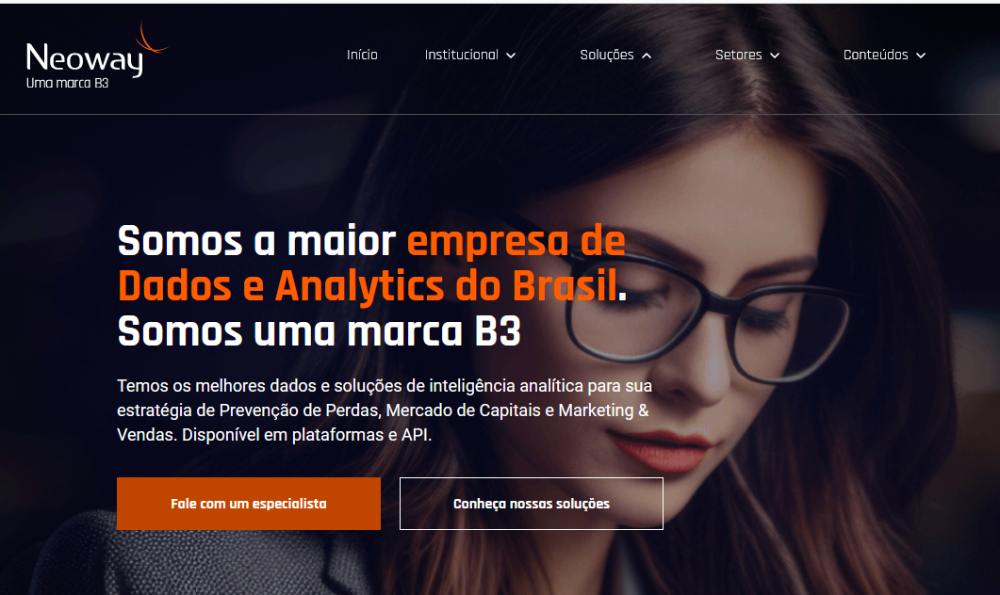 Neoway
Uma marca B3
Início
Institucional
Soluções
Setores
Conteúdos
Somos a maior empresa de
Dados e Analytics do Brasil.
Somos uma marca B3
Temos os melhores dados e soluções de inteligência analítica para sua
estratégia de Prevenção de Perdas, Mercado de Capitais e Marketing &
Vendas. Disponível em plataformas e API.
Fale com um especialista
Conheça nossas soluções